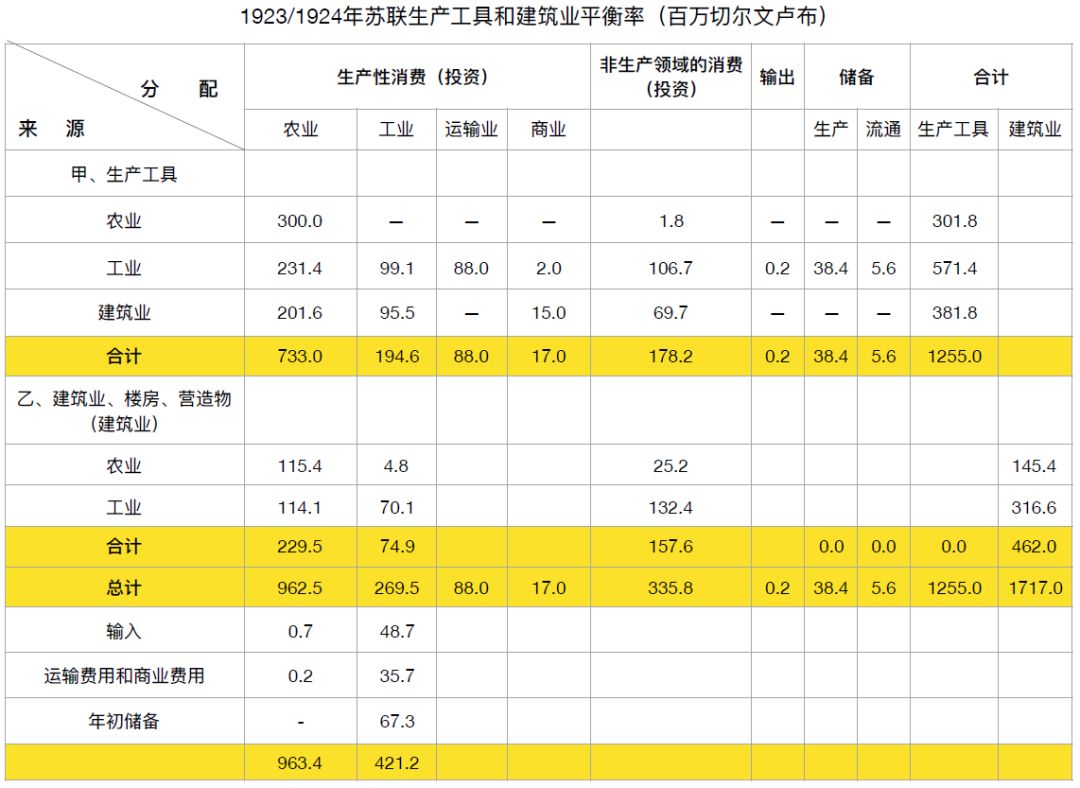 1923/1924年苏联生产工具和建筑业平衡率（百万切尔文卢布）
分 配 生产性消费（投资） 非生产领域的消费（投资） 输出 储备 合计
来 源 农业 工业 运输业 商业 生产 流通 生产工具 建筑业
甲、生产工具
农业 300.0 — — — 1.8 — — — 301.8
工业 231.4 99.1 88.0 2.0 106.7 0.2 38.4 5.6 571.4
建筑业 201.6 95.5 — 15.0 69.7 — — — 381.8
合计 733.0 194.6 88.0 17.0 178.2 0.2 38.4 5.6 1255.0
乙、建筑业、楼房、营造物
（建筑业）
农业 115.4 4.8 25.2 145.4
工业 114.1 70.1 132.4 316.6
合计 229.5 74.9 157.6 0.0 0.0 0.0 462.0
总计 962.5 269.5 88.0 17.0 335.8 0.2 38.4 5.6 1255.0 1717.0
输入 0.7 48.7
运输费用和商业费用 0.2 35.7
年初储备 - 67.3
963.4 421.2